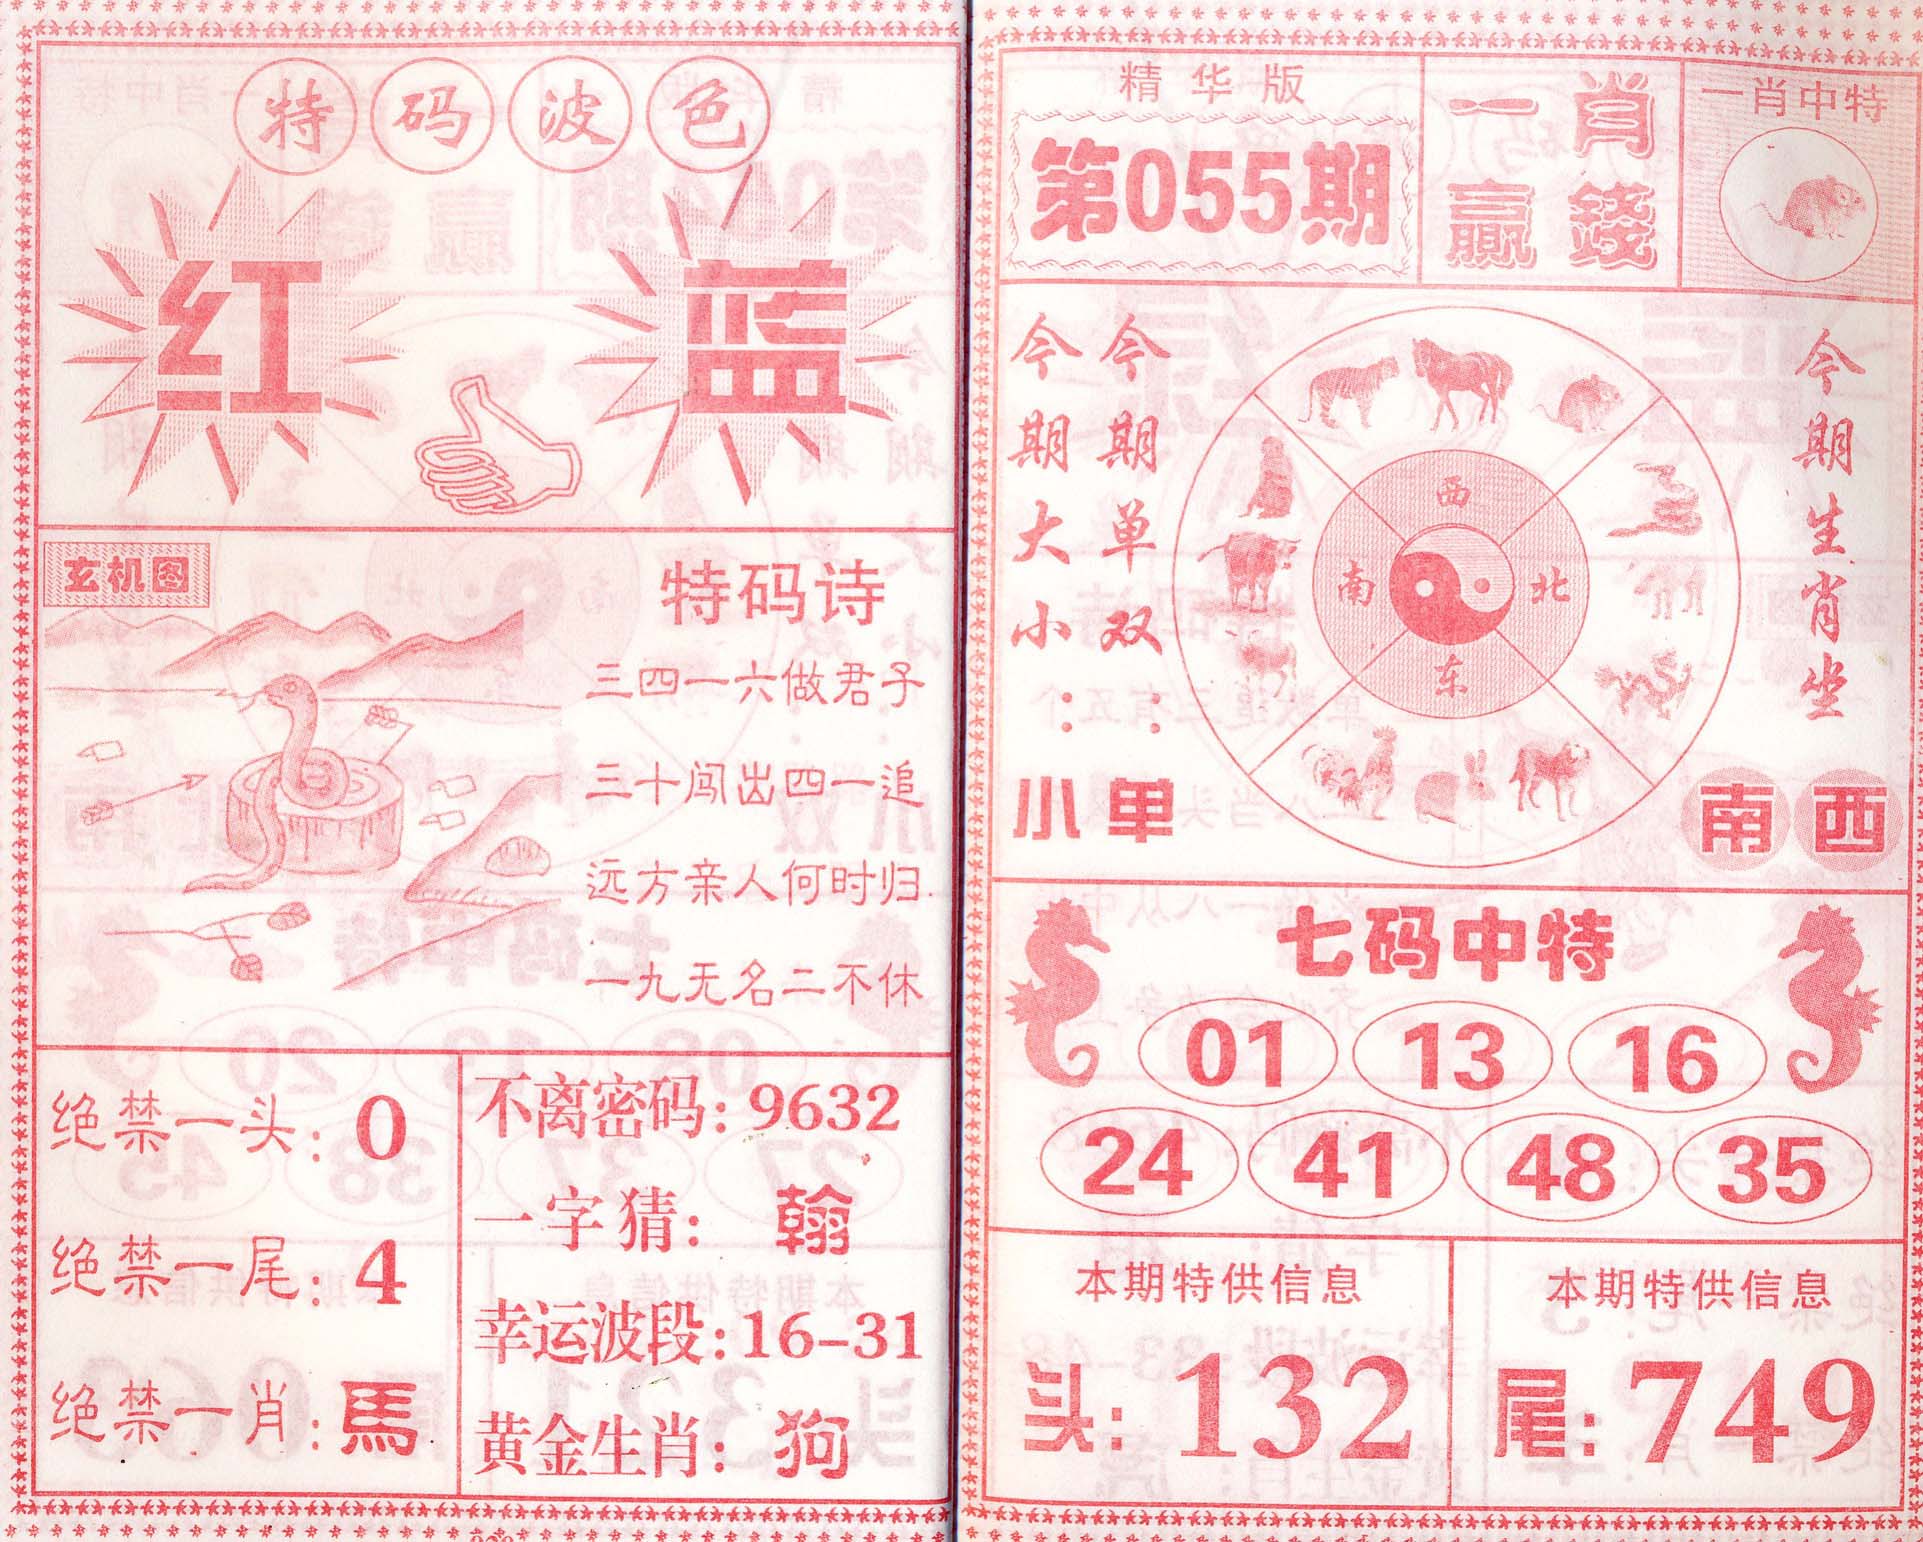 特码波色
红 蓝
玄机图
特码诗
三四一六做君子
三十闯出四一追
远方亲人何时归
一九无名二不休
绝禁一头:0
绝禁一尾:4
绝禁一肖:馬
不离密码:9632
一字猜:翰
幸运波段:16-31
黄金生肖:狗
精华版
第055期
一肖
赢錢
一肖中特
今期大小:小
今期单双:单
西
南 北
东
今期生肖坐
南 西
七码中特
01 13 16
24 41 48 35
本期特供信息
头:132
本期特供信息
尾:749